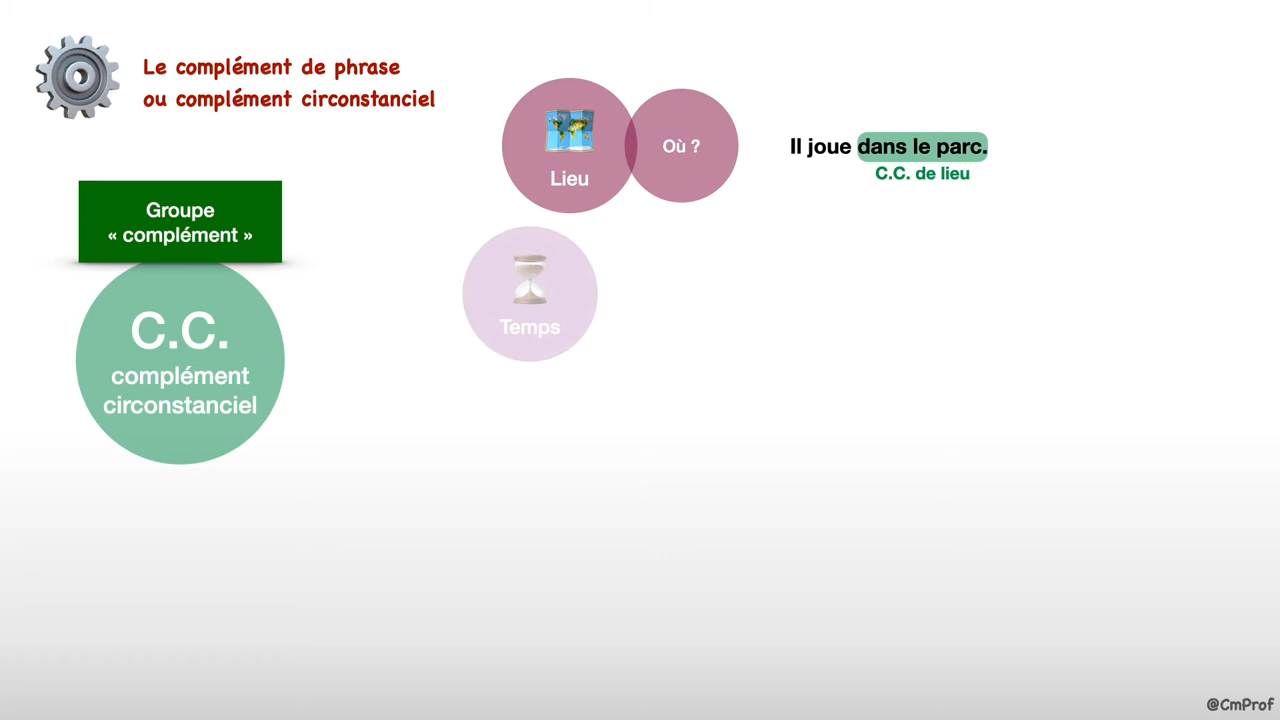 Le complément de phrase
ou complément circonstanciel
Groupe
« complément »
C.C.
complément
circonstanciel
Lieu
Où ?
Il joue dans le parc.
C.C. de lieu
Temps
@CmProf